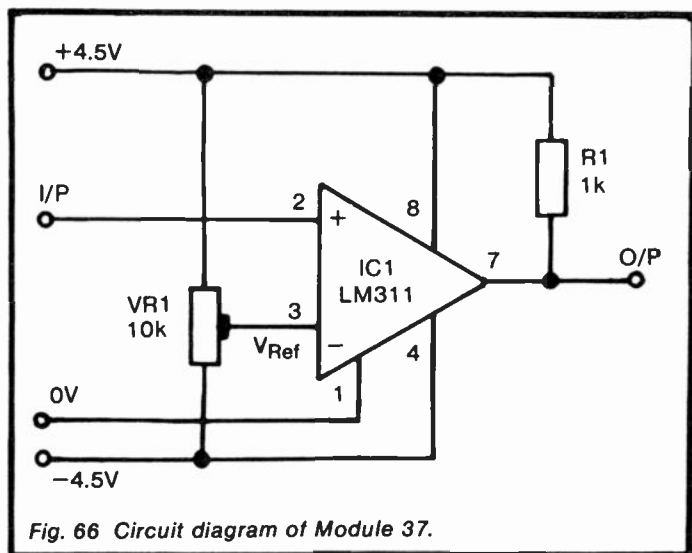 +4.5V
I/P
2
+
8
R1
1k
IC1
LM311
7
O/P
VR1
10k
3
VRef
−
4
1
0V
−4.5V
Fig. 66 Circuit diagram of Module 37.